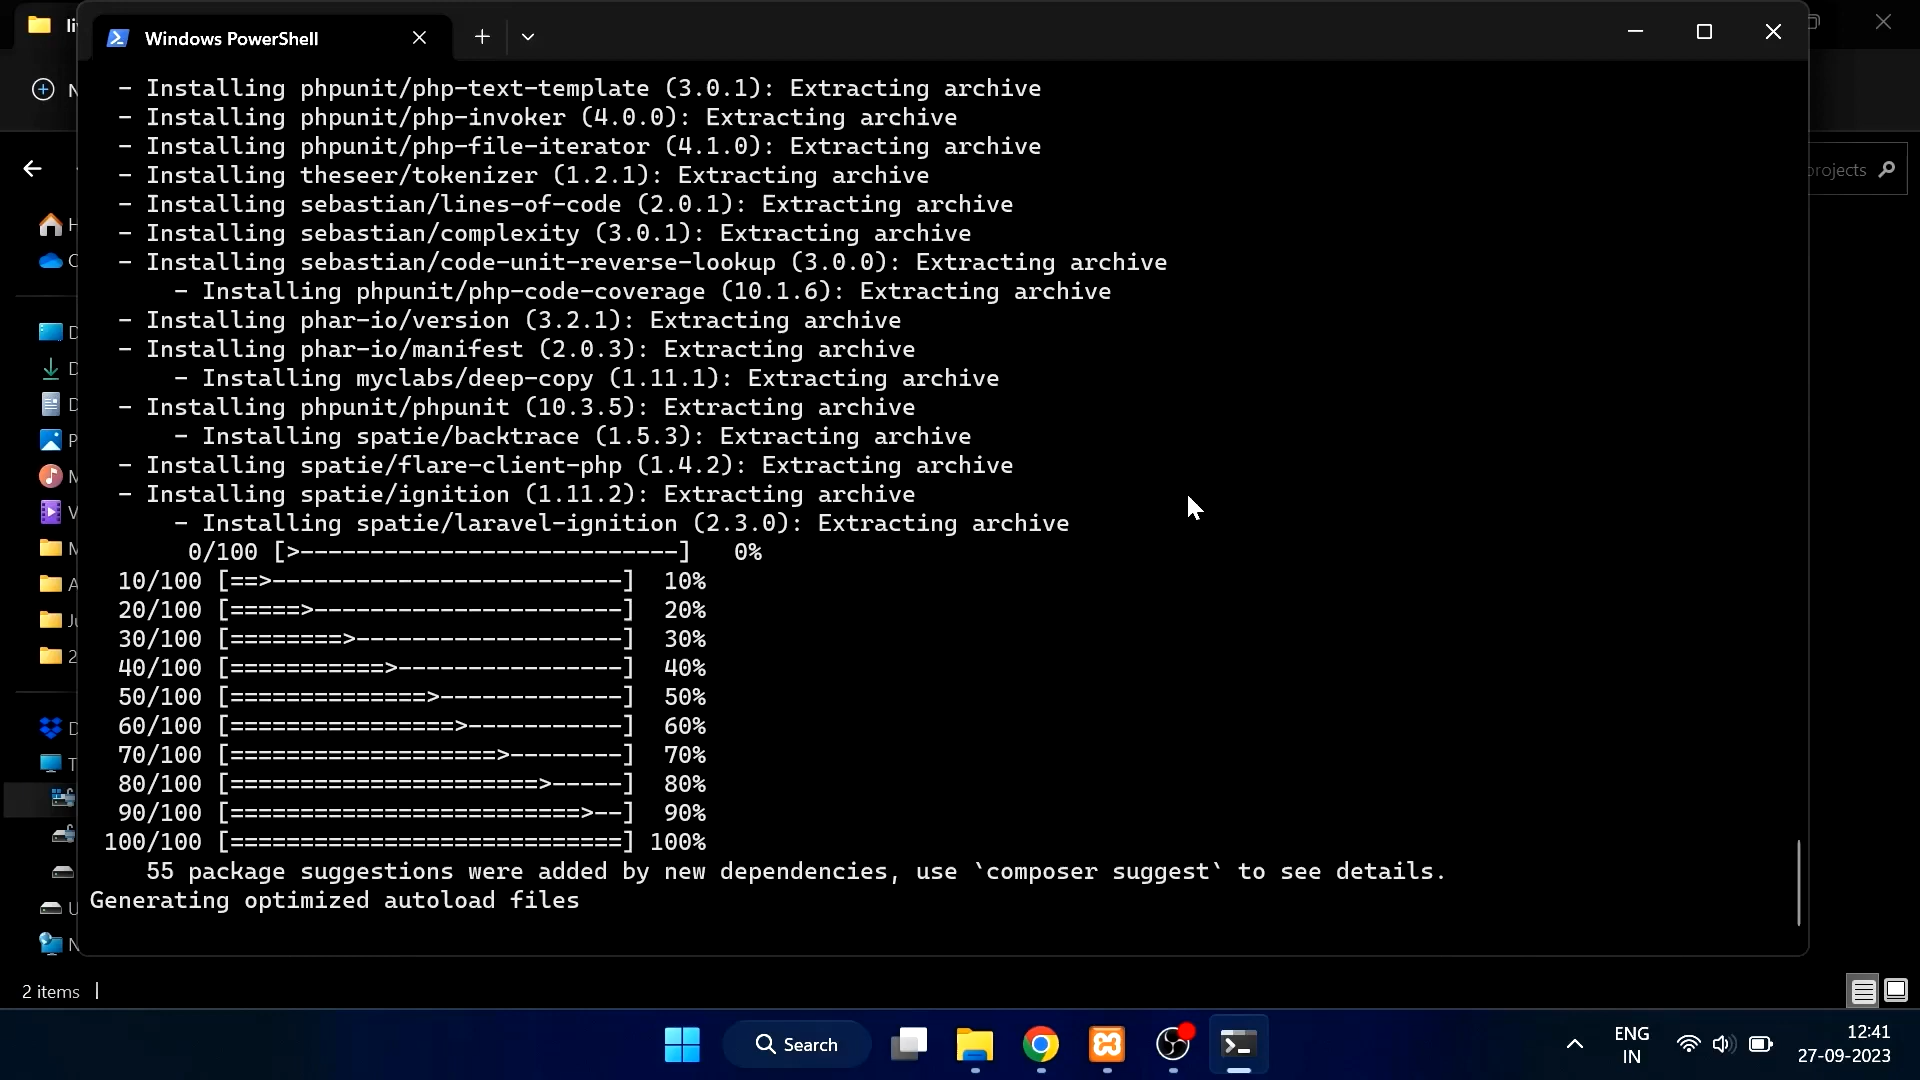 Windows PowerShell
- Installing phpunit/php-text-template (3.0.1): Extracting archive
- Installing phpunit/php-invoker (4.0.0): Extracting archive
- Installing phpunit/php-file-iterator (4.1.0): Extracting archive
- Installing theseer/tokenizer (1.2.1): Extracting archive
- Installing sebastian/lines-of-code (2.0.1): Extracting archive
- Installing sebastian/complexity (3.0.1): Extracting archive
- Installing sebastian/code-unit-reverse-lookup (3.0.0): Extracting archive
- Installing phpunit/php-code-coverage (10.1.6): Extracting archive
- Installing phar-io/version (3.2.1): Extracting archive
- Installing phar-io/manifest (2.0.3): Extracting archive
- Installing myclabs/deep-copy (1.11.1): Extracting archive
- Installing phpunit/phpunit (10.3.5): Extracting archive
- Installing spatie/backtrace (1.5.3): Extracting archive
- Installing spatie/flare-client-php (1.4.2): Extracting archive
- Installing spatie/ignition (1.11.2): Extracting archive
- Installing spatie/laravel-ignition (2.3.0): Extracting archive
0/100 [>---------------------------] 0%
10/100 [==>-------------------------] 10%
20/100 [=====>----------------------] 20%
30/100 [========>-------------------] 30%
40/100 [===========>----------------] 40%
50/100 [==============>-------------] 50%
60/100 [================>-----------] 60%
70/100 [===================>--------] 70%
80/100 [======================>-----] 80%
90/100 [=========================>--] 90%
100/100 [============================] 100%
55 package suggestions were added by new dependencies, use `composer suggest` to see details.
Generating optimized autoload files
projects
2 items
Search
ENG
IN
12:41
27-09-2023